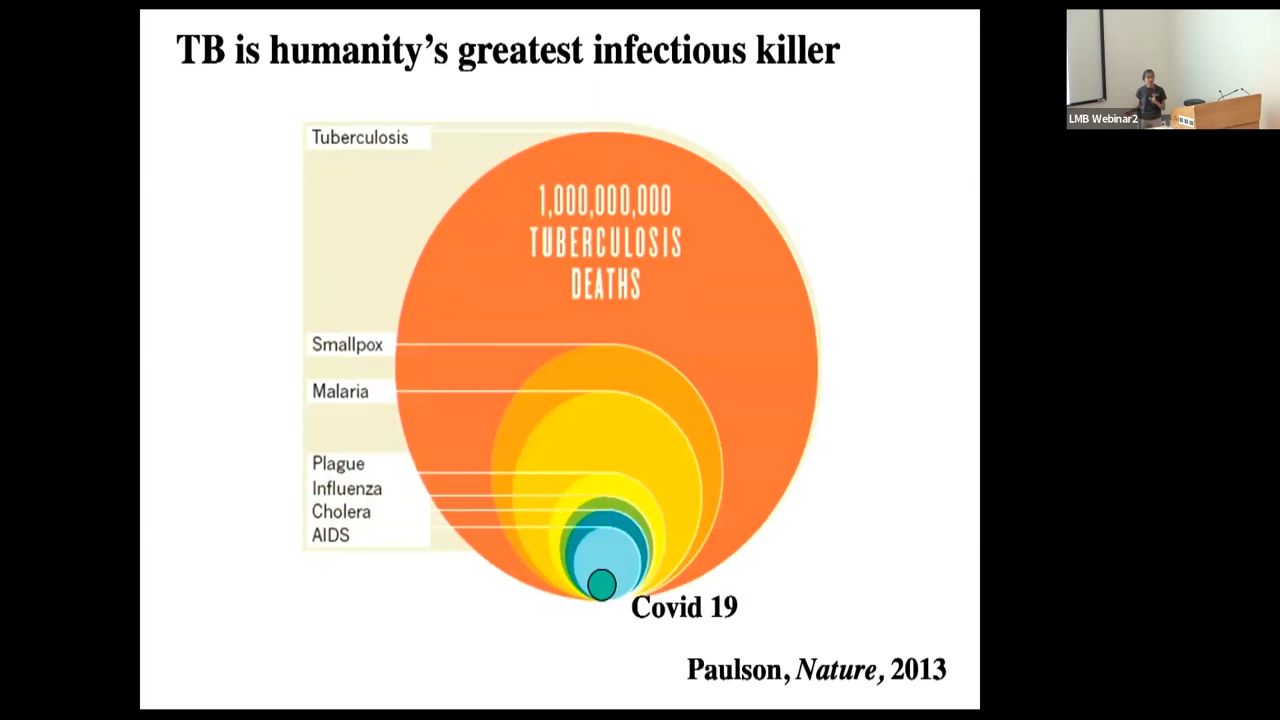 TB is humanity's greatest infectious killer
Tuberculosis
1,000,000,000
TUBERCULOSIS
DEATHS
Smallpox
Malaria
Plague
Influenza
Cholera
AIDS
Covid 19
Paulson, Nature, 2013
LMB Webinar2